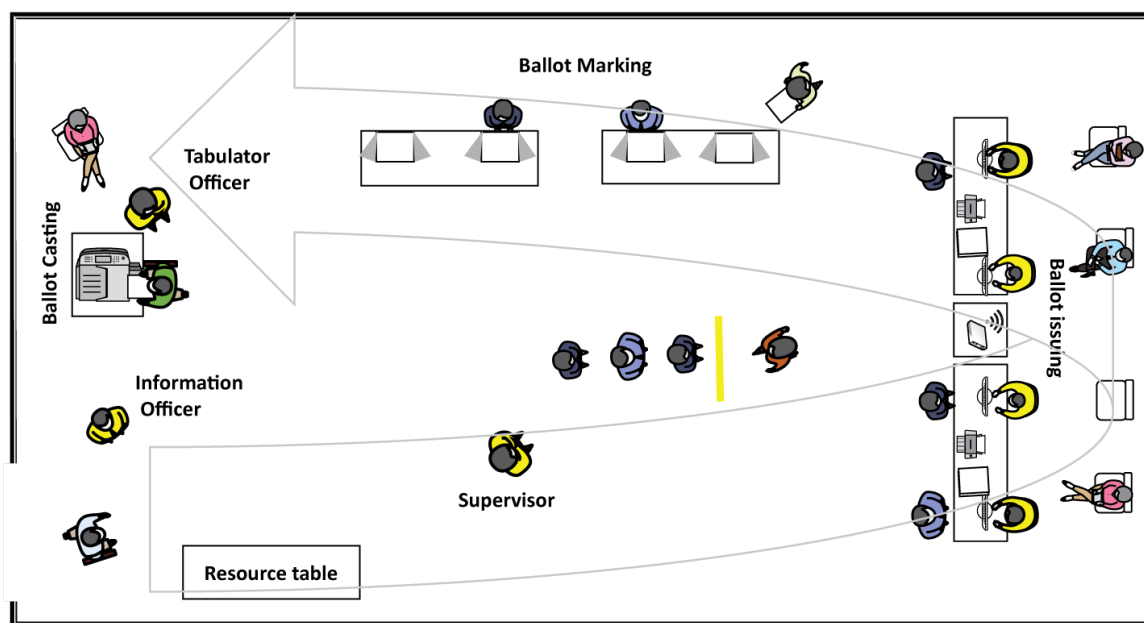 Ballot Marking
Tabulator
Officer
Ballot Casting
Ballot issuing
Information
Officer
Supervisor
Resource table